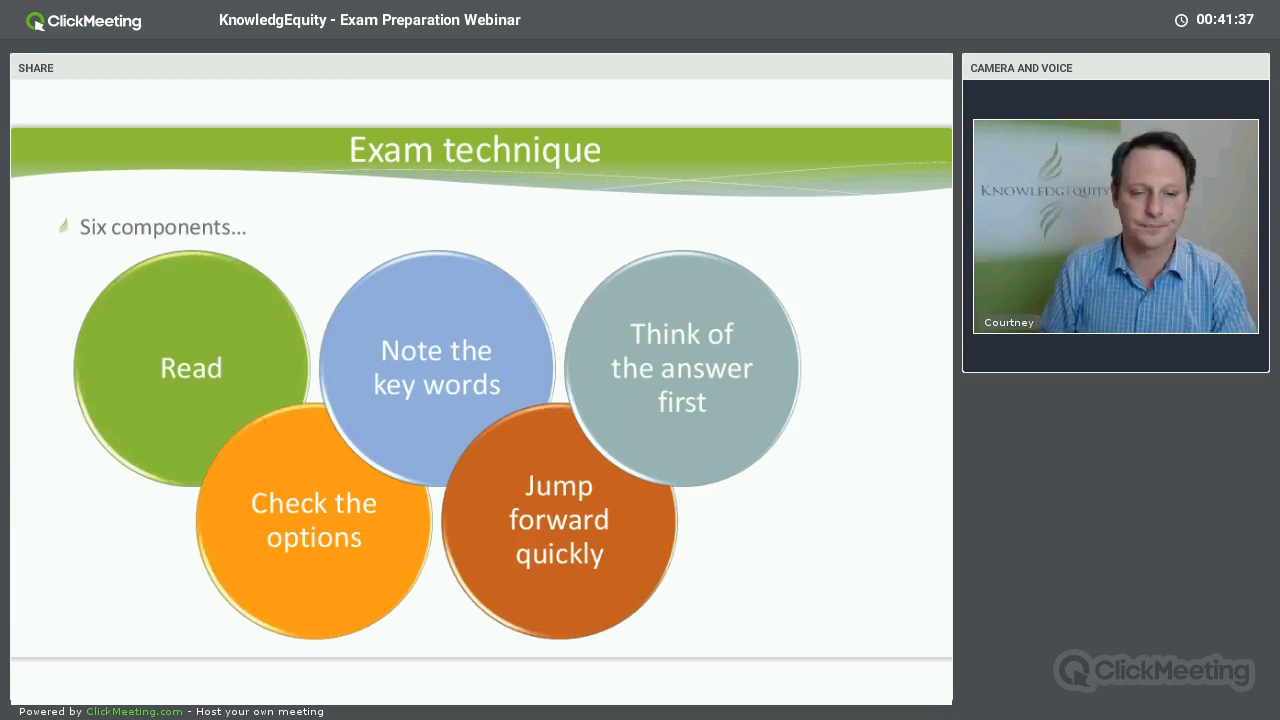 ClickMeeting
KnowledgEquity - Exam Preparation Webinar
00:41:37
SHARE
Exam technique
Six components...
Read
Note the
key words
Think of
the answer
first
Check the
options
Jump
forward
quickly
CAMERA AND VOICE
KNOWLEDGEQUITY
Courtney
ClickMeeting
Powered by ClickMeeting.com - Host your own meeting